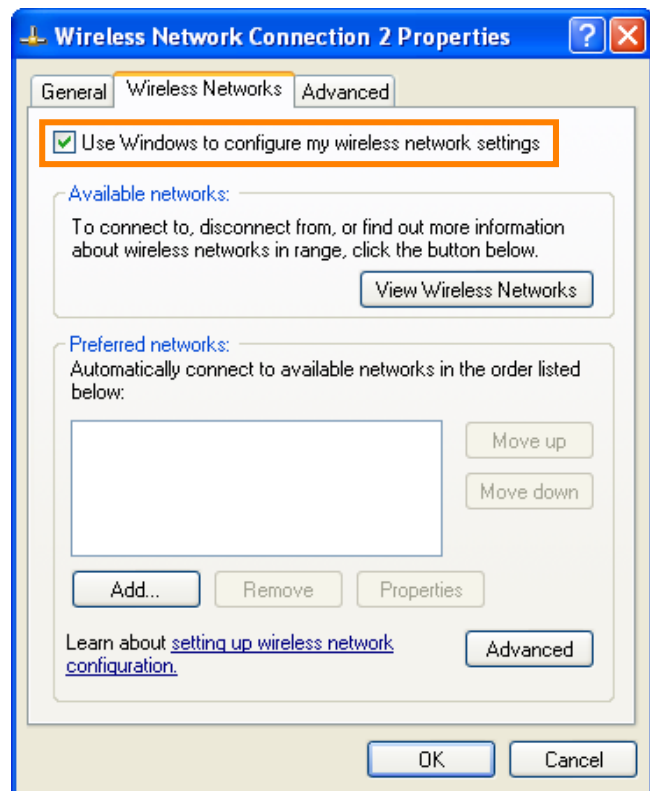 Wireless Network Connection 2 Properties
General Wireless Networks Advanced
Use Windows to configure my wireless network settings
Available networks:
To connect to, disconnect from, or find out more information
about wireless networks in range, click the button below.
View Wireless Networks
Preferred networks:
Automatically connect to available networks in the order listed
below:
Move up
Move down
Add... Remove Properties
Learn about setting up wireless network
configuration.
Advanced
OK Cancel